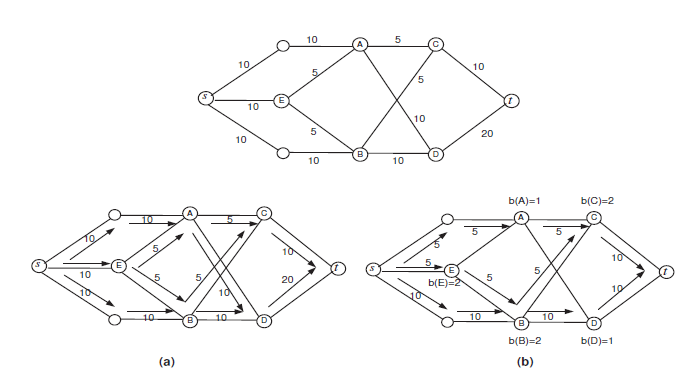 10 A 5 C
10 5 10
s 10 E 5 t
10 5 10 20
10 B 10 D
b(A)=1 b(C)=2
10 A 5 C
5 A 5 C
10 5 10
5 10
s 10 E 5 5 10 20 t
s 5 E 5 5 10 t
b(E)=2
10 10 B 10 D
10 10 B 10 D
b(B)=2 b(D)=1
(a) (b)